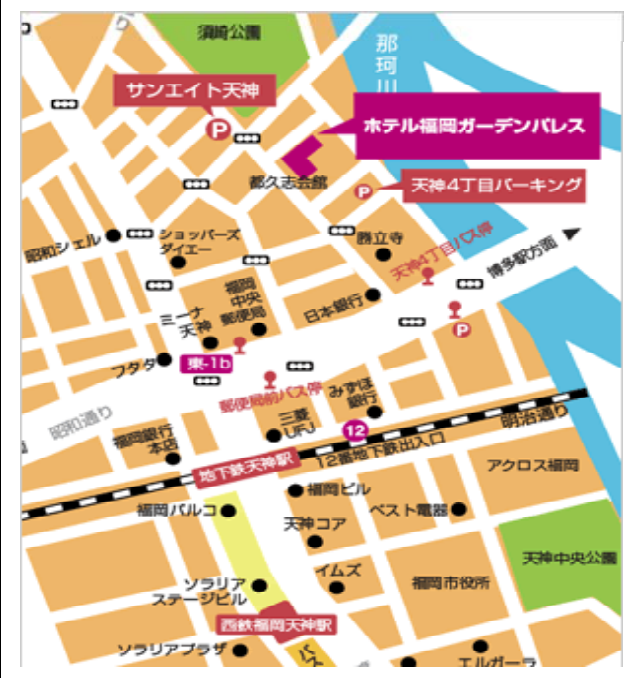 須崎公園
那珂川
サンエイト天神
P
ホテル福岡ガーデンパレス
都久志会館
P
天神4丁目パーキング
昭和シェル
ショッパーズ
ダイエー
勝立寺
天神4丁目バス停
博多駅方面
福岡
中央
郵便局
日本銀行
ミーナ
天神
P
フタタ
東-1b
郵便局前バス停
みずほ
銀行
昭和通り
三菱
UFJ
12
明治通り
福岡銀行
本店
12番地下鉄出入口
地下鉄天神駅
アクロス福岡
福岡ビル
福岡パルコ
天神コア
ベスト電器
天神中央公園
イムズ
ソラリア
ステージビル
福岡市役所
西鉄福岡天神駅
ソラリアプラザ
バス
エルガーラ